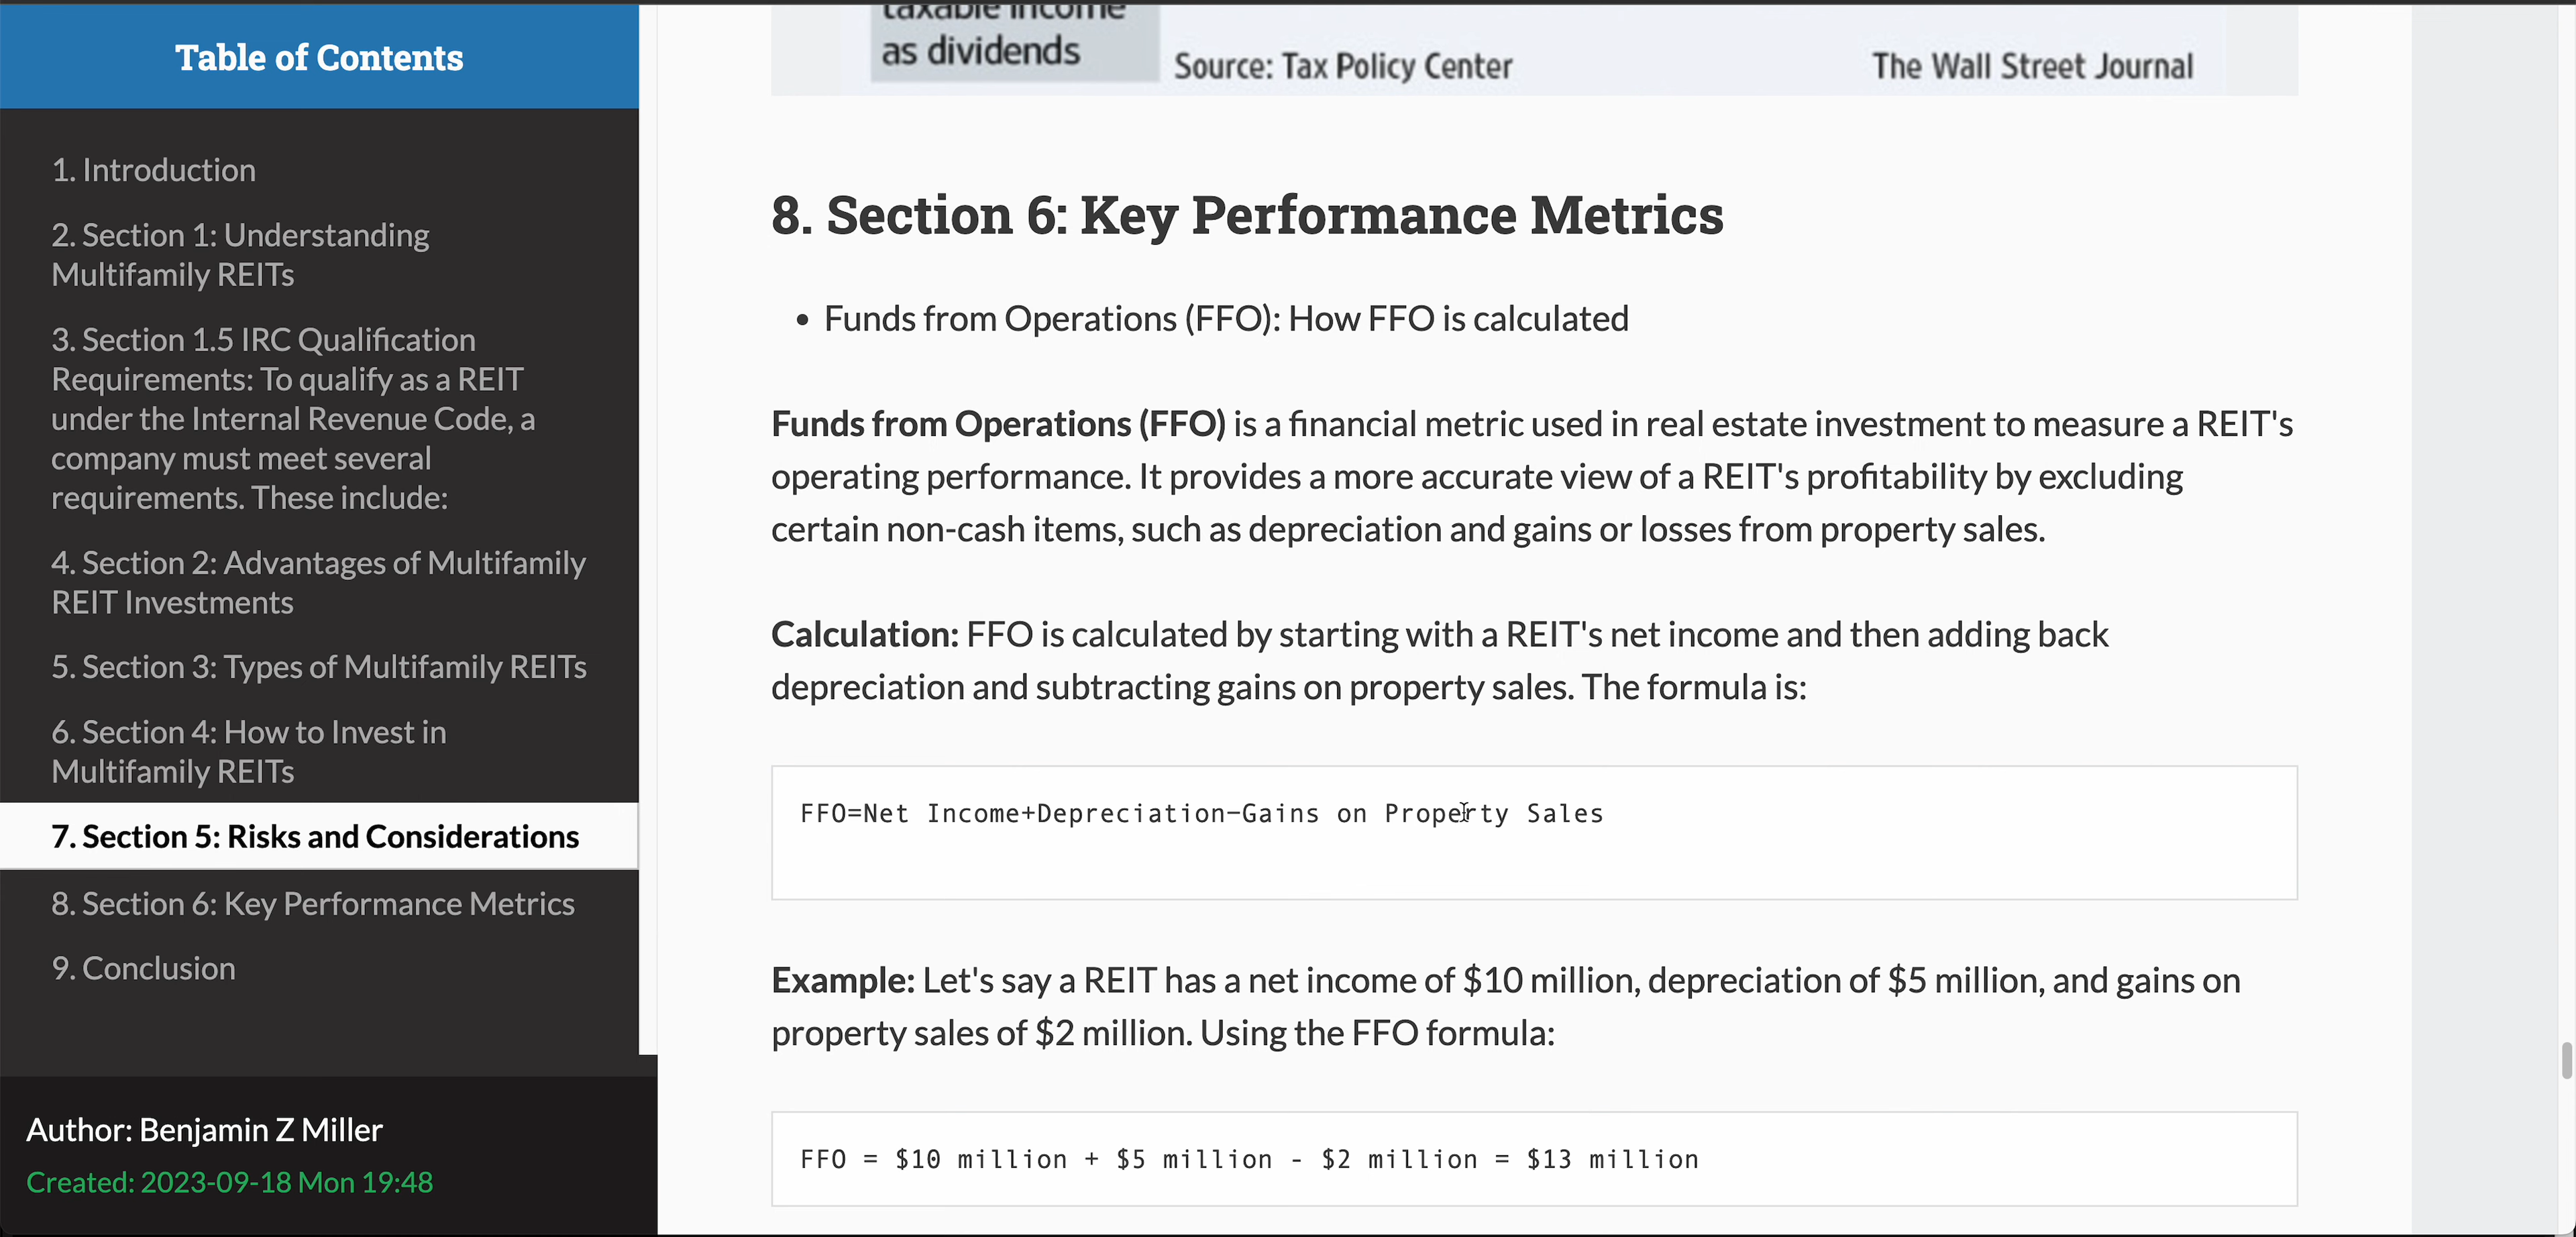 Table of Contents
1. Introduction
2. Section 1: Understanding
Multifamily REITs
3. Section 1.5 IRC Qualification
Requirements: To qualify as a REIT
under the Internal Revenue Code, a
company must meet several
requirements. These include:
4. Section 2: Advantages of Multifamily
REIT Investments
5. Section 3: Types of Multifamily REITs
6. Section 4: How to Invest in
Multifamily REITs
7. Section 5: Risks and Considerations
8. Section 6: Key Performance Metrics
9. Conclusion
Author: Benjamin Z Miller
Created: 2023-09-18 Mon 19:48
taxable income
as dividends
Source: Tax Policy Center
The Wall Street Journal
8. Section 6: Key Performance Metrics
• Funds from Operations (FFO): How FFO is calculated
Funds from Operations (FFO) is a financial metric used in real estate investment to measure a REIT's
operating performance. It provides a more accurate view of a REIT's profitability by excluding
certain non-cash items, such as depreciation and gains or losses from property sales.
Calculation: FFO is calculated by starting with a REIT's net income and then adding back
depreciation and subtracting gains on property sales. The formula is:
FFO=Net Income+Depreciation−Gains on Property Sales
Example: Let's say a REIT has a net income of $10 million, depreciation of $5 million, and gains on
property sales of $2 million. Using the FFO formula:
FFO = $10 million + $5 million - $2 million = $13 million